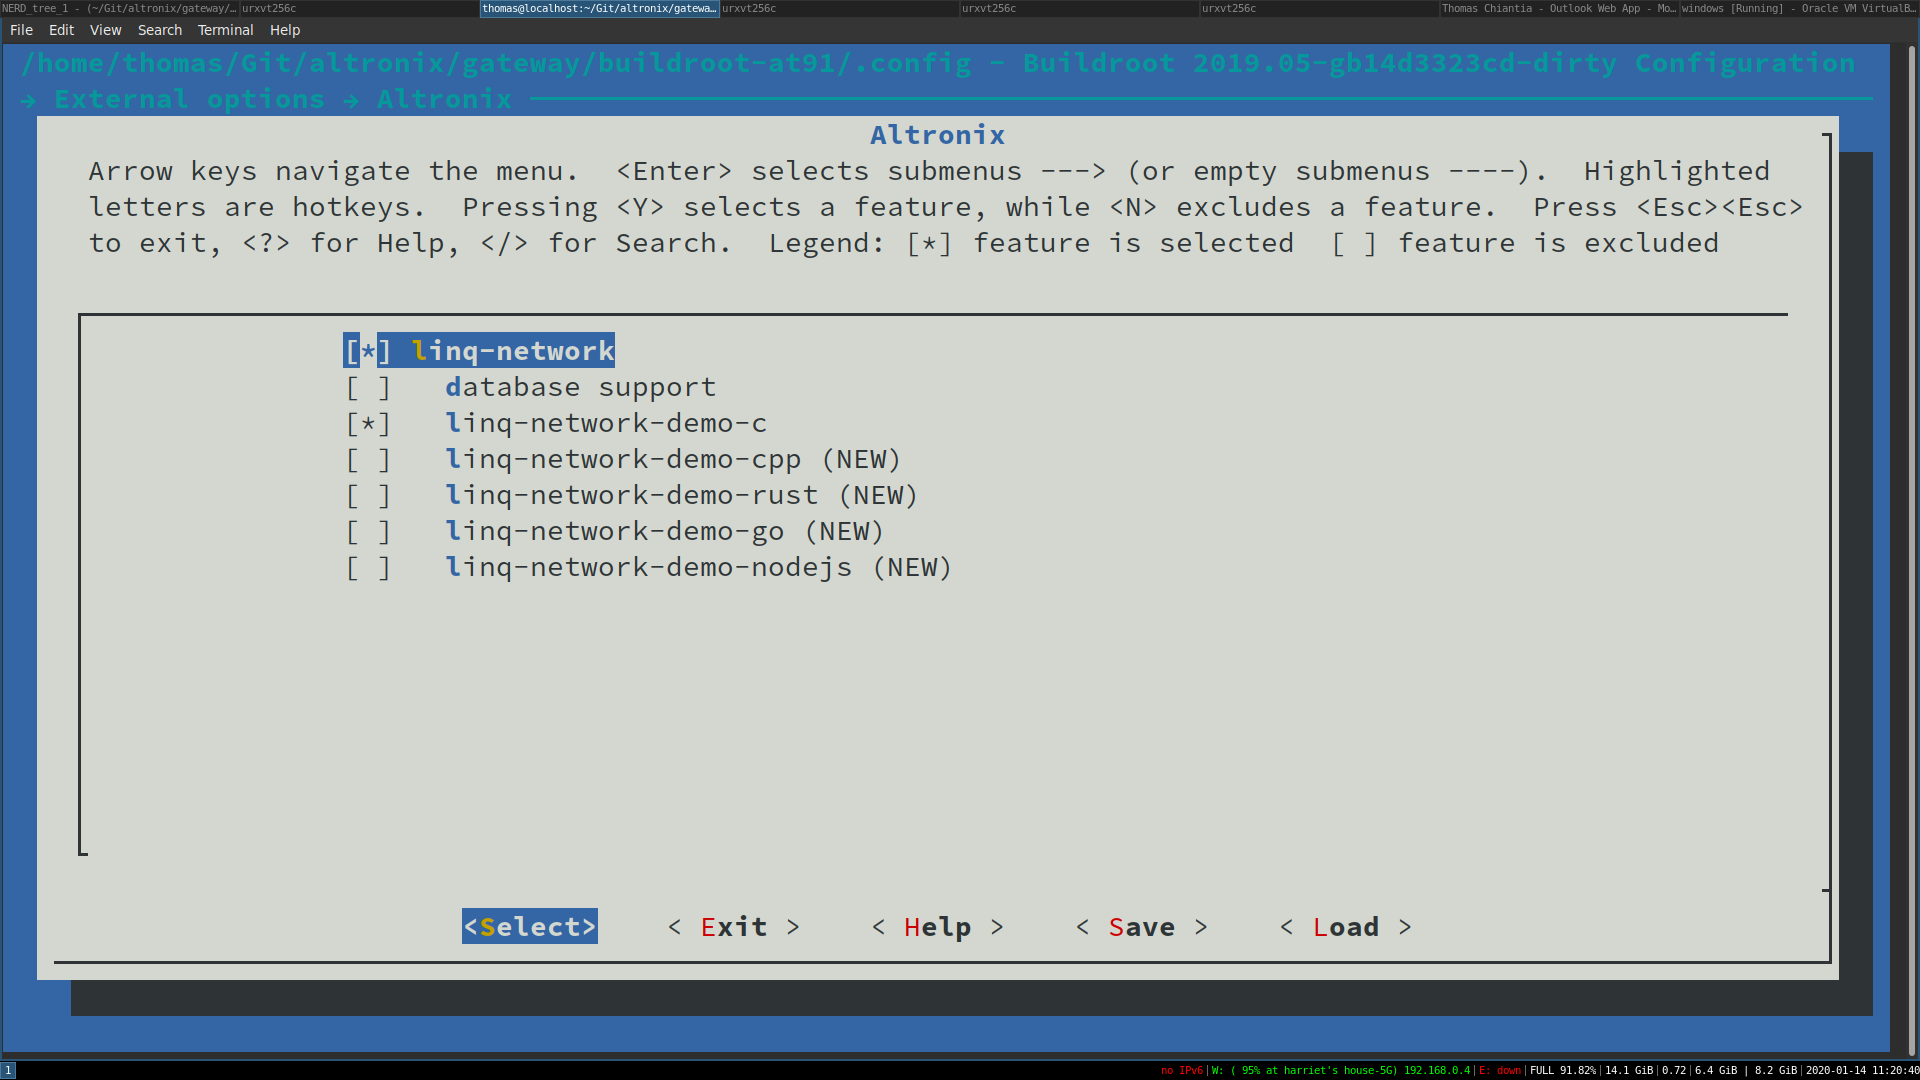 NERD_tree_1 - (~/Git/altronix/gateway/… urxvt256c thomas@localhost:~/Git/altronix/gatewa… urxvt256c urxvt256c urxvt256c Thomas Chiantia - Outlook Web App - Mo… windows [Running] - Oracle VM VirtualB…
File Edit View Search Terminal Help
/home/thomas/Git/altronix/gateway/buildroot-at91/.config - Buildroot 2019.05-gb14d3323cd-dirty Configuration
→ External options → Altronix
Altronix
Arrow keys navigate the menu.  <Enter> selects submenus ---> (or empty submenus ----).  Highlighted
letters are hotkeys.  Pressing <Y> selects a feature, while <N> excludes a feature.  Press <Esc><Esc>
to exit, <?> for Help, </> for Search.  Legend: [*] feature is selected  [ ] feature is excluded
[*] linq-network
[ ]   database support
[*]   linq-network-demo-c
[ ]   linq-network-demo-cpp (NEW)
[ ]   linq-network-demo-rust (NEW)
[ ]   linq-network-demo-go (NEW)
[ ]   linq-network-demo-nodejs (NEW)
<Select>    < Exit >    < Help >    < Save >    < Load >
1 no IPv6|W: ( 95% at harriet's house-5G) 192.168.0.4|E: down|FULL 91.82%|14.1 GiB|0.72|6.4 GiB | 8.2 GiB|2020-01-14 11:20:40